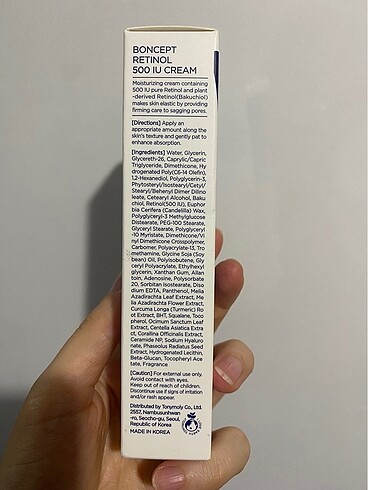 BONCEPT
RETINOL
500 IU CREAM
Moisturizing cream containing
500 IU pure Retinol and plant
-derived Retinol(Bakuchiol)
makes skin elastic by providing
firming care to sagging pores.
[Directions] Apply an
appropriate amount along the
skin's texture and gently pat to
enhance absorption.
[Ingredients] Water, Glycerin,
Glycereth-26, Caprylic/Capric
Triglyceride, Dimethicone, Hy
drogenated Poly(C6-14 Olefin),
1,2-Hexanediol, Polyglycerin-3,
Phytosteryl/Isostearyl/Cetyl/
Stearyl/Behenyl Dimer Dilino
leate, Cetearyl Alcohol, Baku
chiol, Retinol(500 IU), Euphor
bia Cerifera (Candelilla) Wax,
Polyglyceryl-3 Methylglucose
Distearate, PEG-100 Stearate,
Glyceryl Stearate, Polyglycery
-10 Myristate, Dimethicone/Vi
nyl Dimethicone Crosspolymer,
Carbomer, Polyacrylate-13, Tro
methamine, Glycine Soja (Soy
bean) Oil, Polyisobutene, Gly
ceryl Polyacrylate, Ethylhexyl
glycerin, Xanthan Gum, Allan
toin, Adenosine, Polysorbate
20, Sorbitan Isostearate, Diso
dium EDTA, Panthenol, Melia
Azadirachta Leaf Extract, Mel
ia Azadirachta Flower Extract,
Curcuma Longa (Turmeric) Ro
ot Extract, BHT, Squalane, Toco
pherol, Ocimum Sanctum Leaf
Extract, Centella Asiatica Extra
ct, Corallina Officinalis Extract,
Ceramide NP, Sodium Hyaluro
nate, Phaseolus Radiatus Seed
Extract, Hydrogenated Lecithin,
Beta-Glucan, Tocopheryl Ace
tate, Fragrance
[Caution] For external use only.
Avoid contact with eyes.
Keep out of reach of children.
Discontinue use if signs of irritation
and/or rash appear.
Distributed by Tonymoly Co., Ltd.
2557, Nambusunhwan
-ro, Seocho-gu, Seoul,
Republic of Korea
MADE IN KOREA